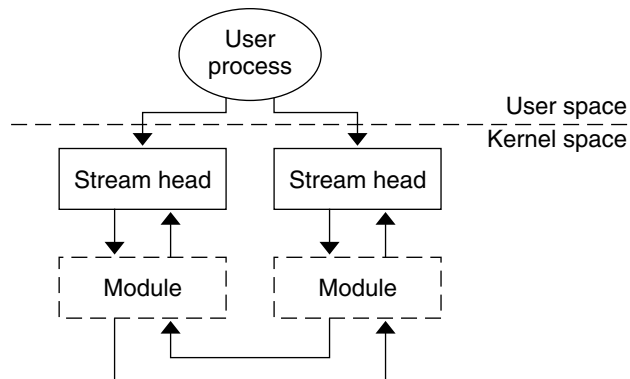 User
process
User space
Kernel space
Stream head
Stream head
Module
Module